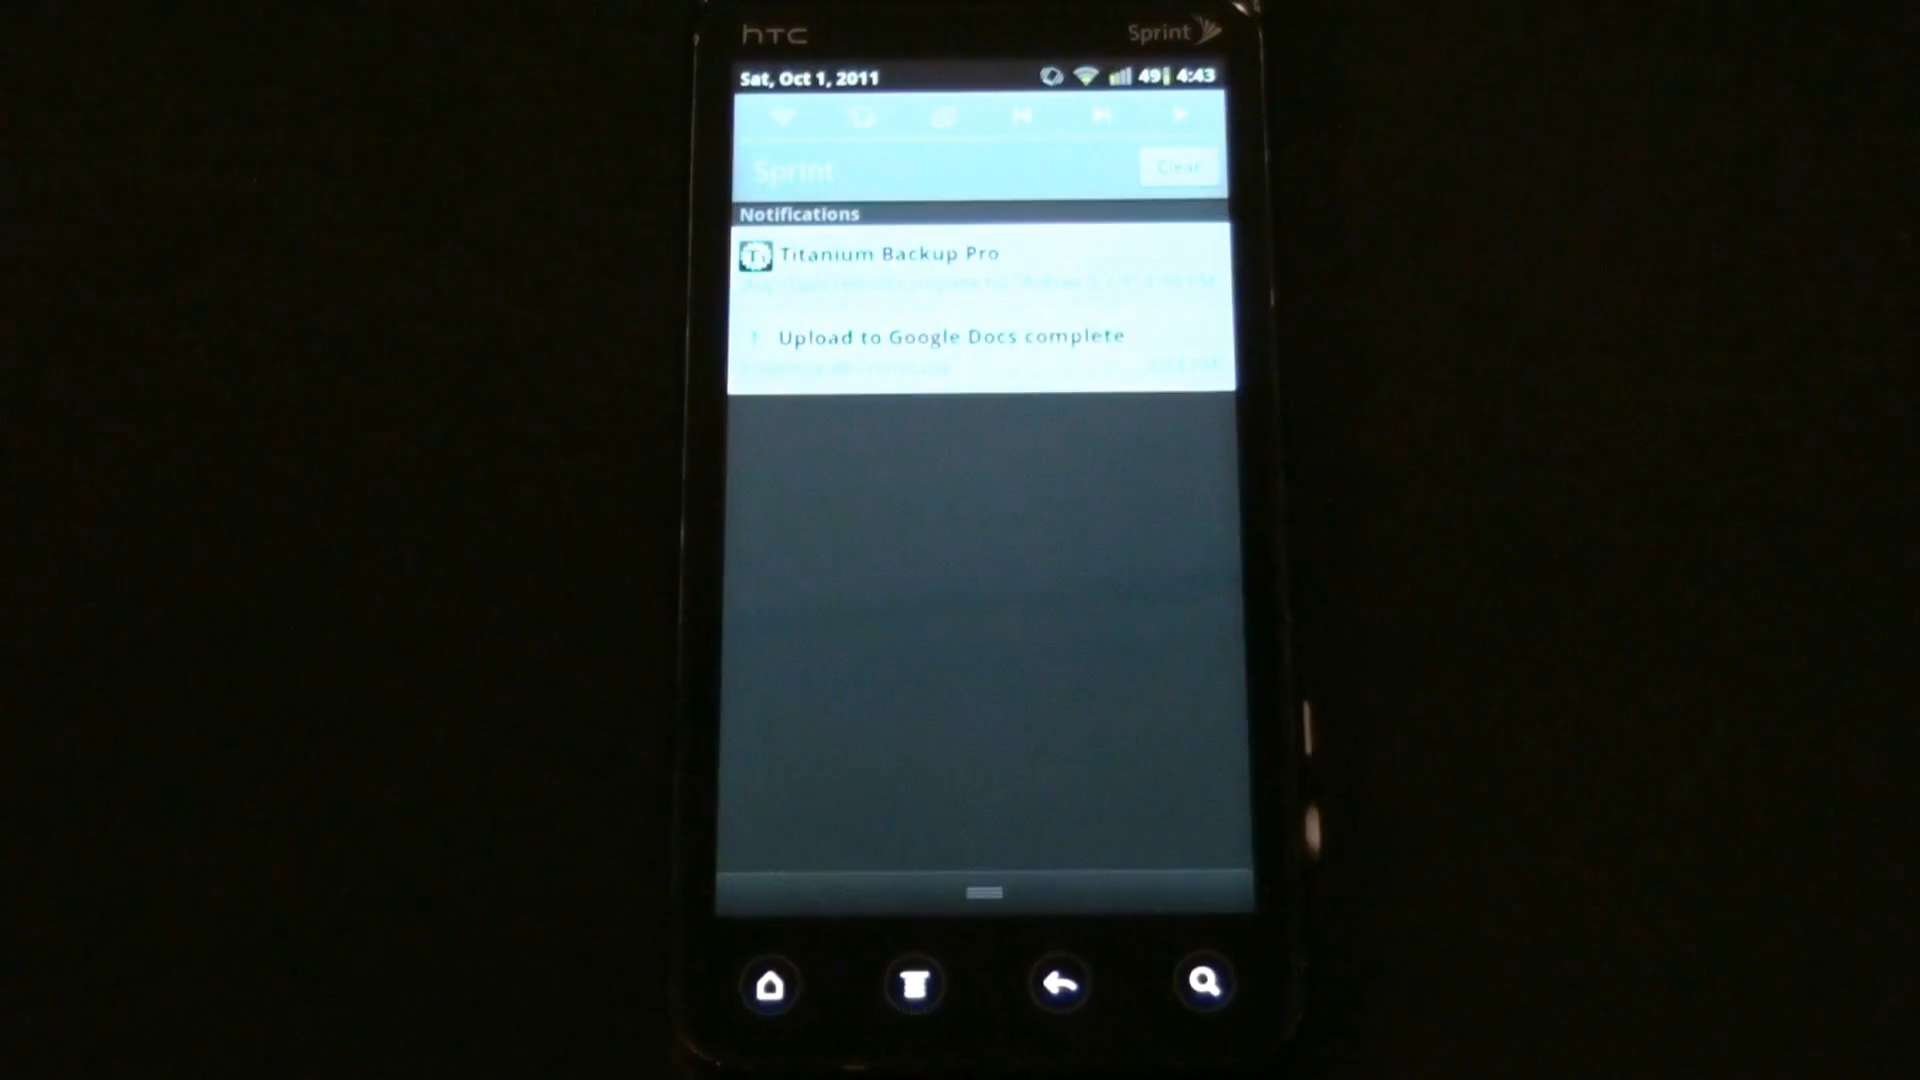 hTC
Sprint
Sat, Oct 1, 2011
49 4:43
Sprint
Clear
Notifications
Titanium Backup Pro
Upload to Google Docs complete